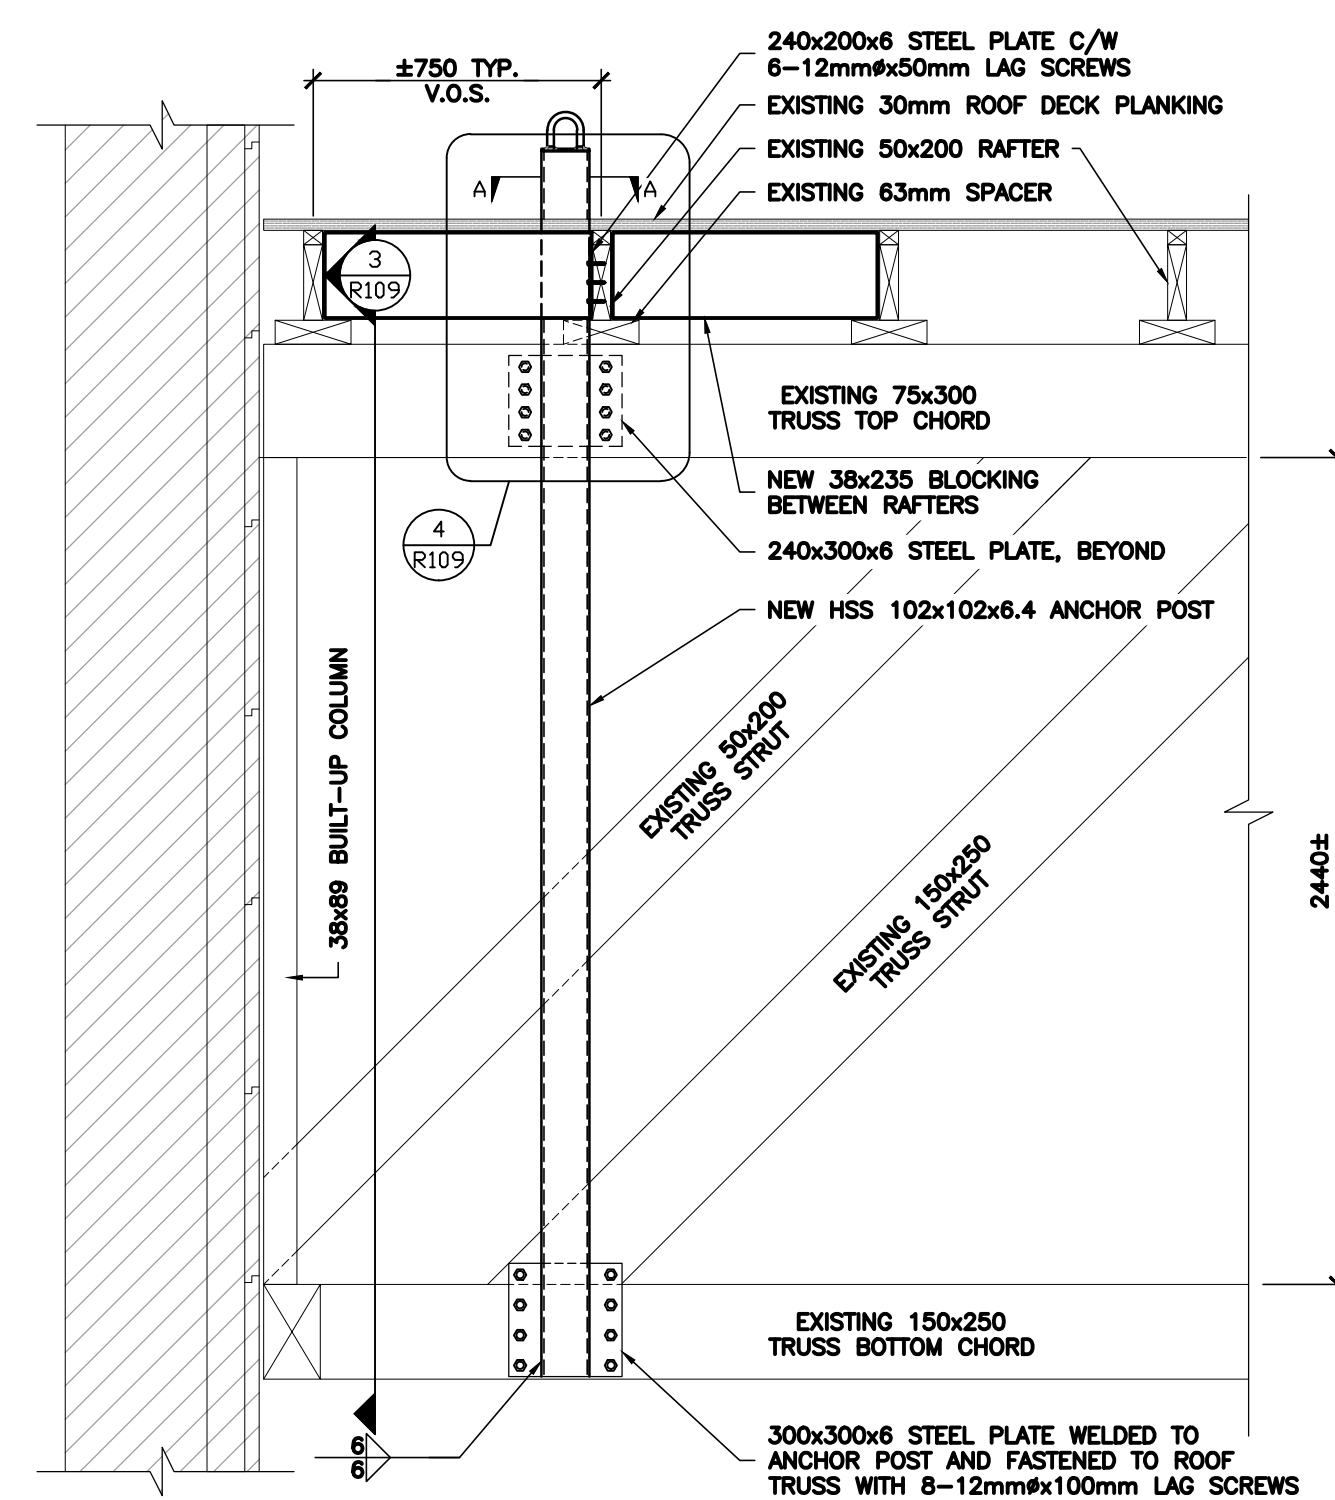 240x200x6 STEEL PLATE C/W
6-12mmøx50mm LAG SCREWS
±750 TYP.
V.O.S.
EXISTING 30mm ROOF DECK PLANKING
EXISTING 50x200 RAFTER
EXISTING 63mm SPACER
A
A
3
R109
EXISTING 75x300
TRUSS TOP CHORD
NEW 38x235 BLOCKING
BETWEEN RAFTERS
4
R109
240x300x6 STEEL PLATE, BEYOND
NEW HSS 102x102x6.4 ANCHOR POST
38x89 BUILT-UP COLUMN
EXISTING 50x200
TRUSS STRUT
EXISTING 150x250
TRUSS STRUT
2440±
EXISTING 150x250
TRUSS BOTTOM CHORD
6
6
300x300x6 STEEL PLATE WELDED TO
ANCHOR POST AND FASTENED TO ROOF
TRUSS WITH 8-12mmøx100mm LAG SCREWS